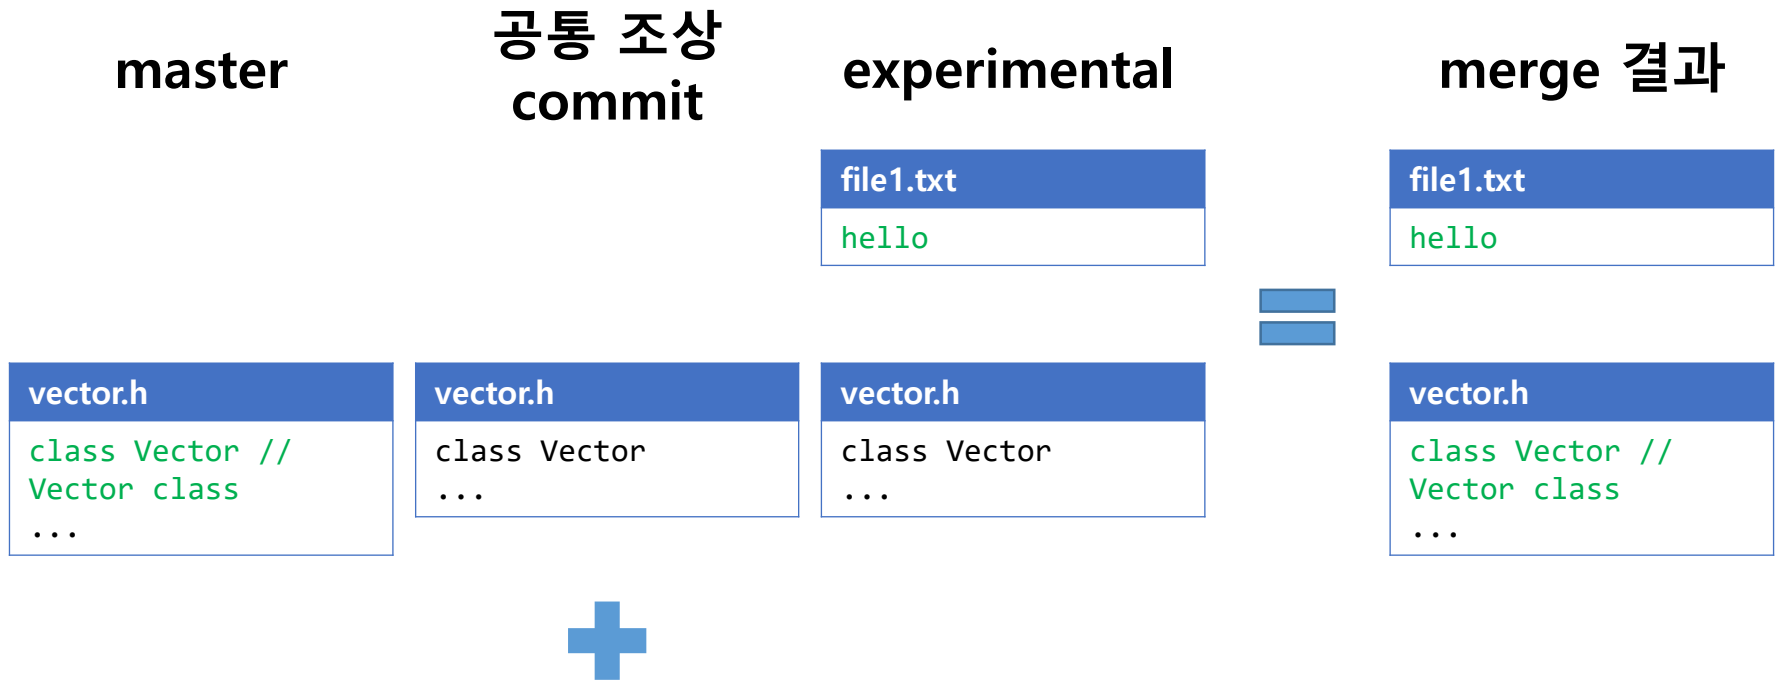 master
공통 조상
commit
experimental
merge 결과
file1.txt
hello
file1.txt
hello
vector.h
class Vector //
Vector class
...
vector.h
class Vector
...
vector.h
class Vector
...
vector.h
class Vector //
Vector class
...